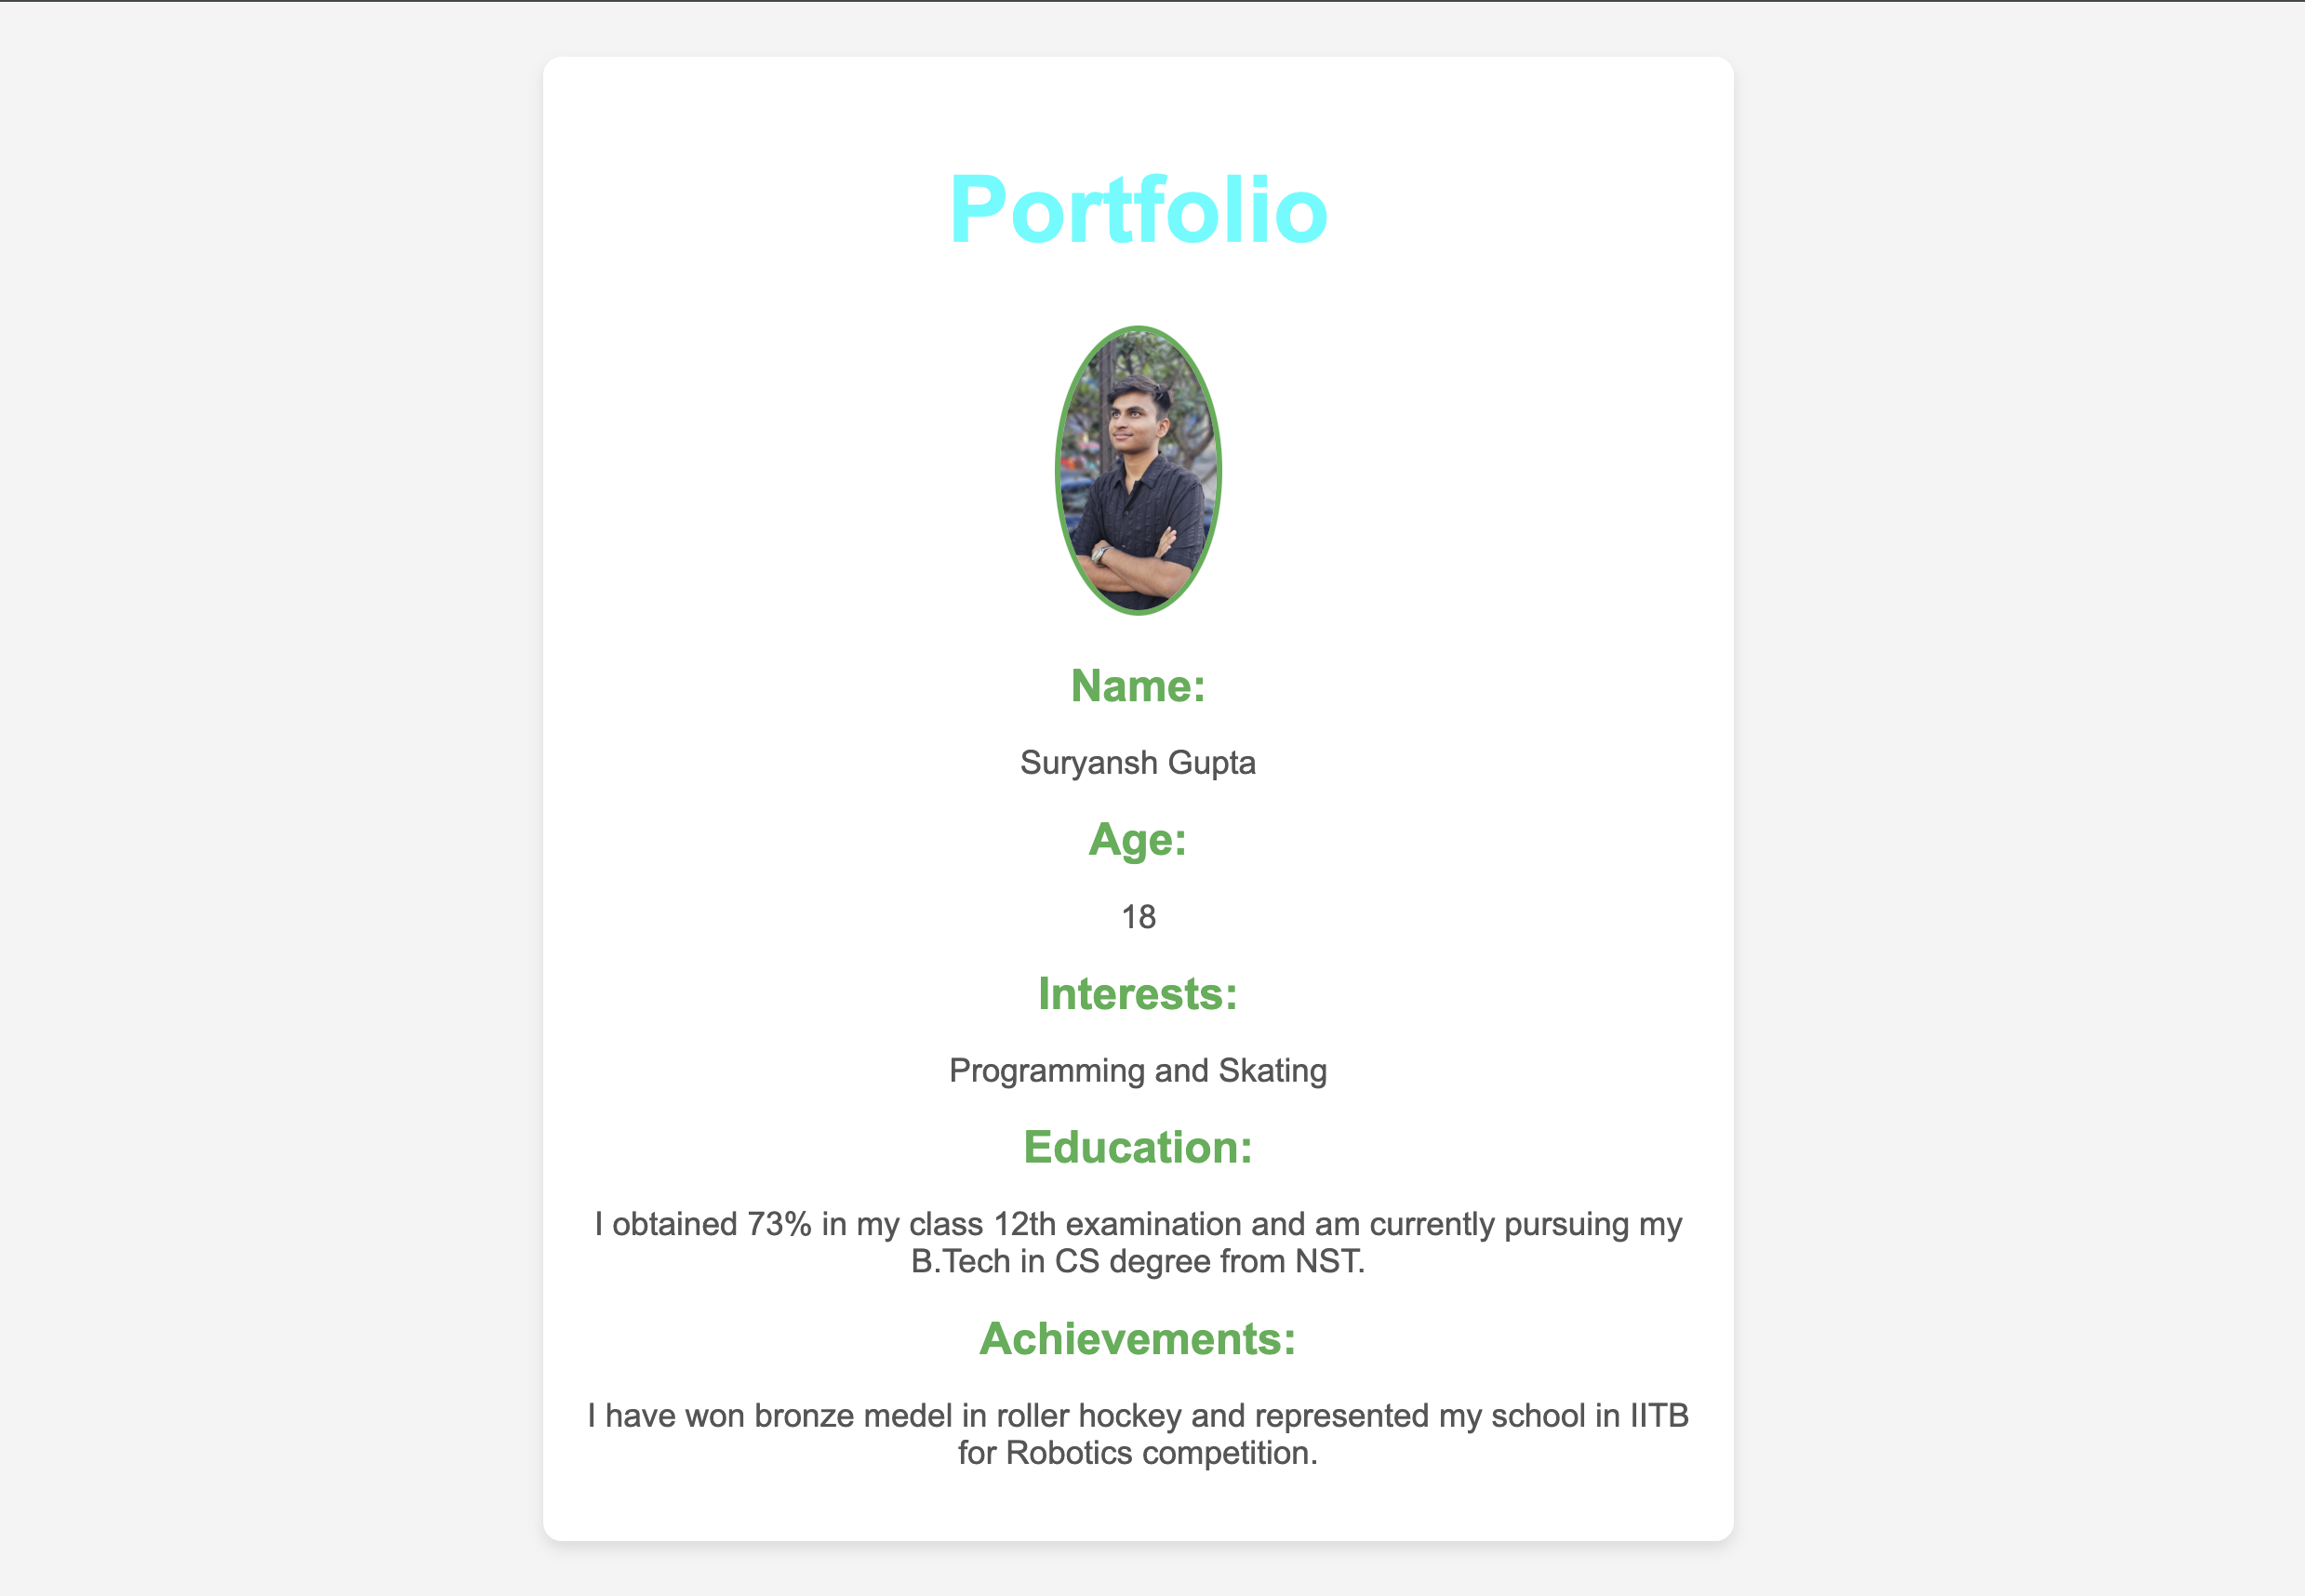 Portfolio
Name:
Suryansh Gupta
Age:
18
Interests:
Programming and Skating
Education:
I obtained 73% in my class 12th examination and am currently pursuing my
B.Tech in CS degree from NST.
Achievements:
I have won bronze medel in roller hockey and represented my school in IITB
for Robotics competition.